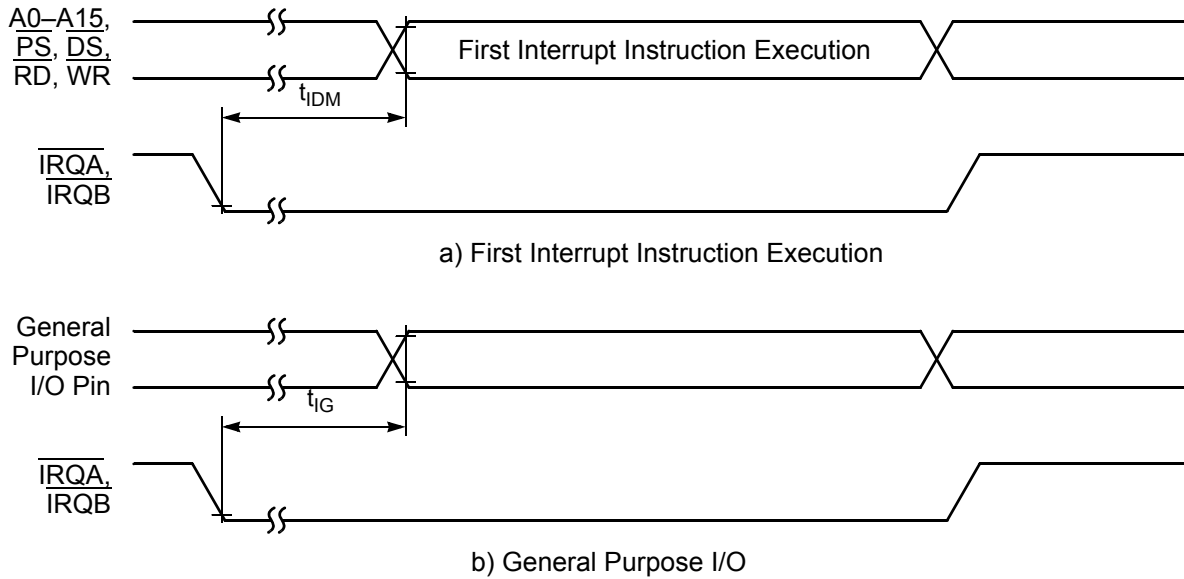 A0–A15,
PS, DS,
RD, WR
First Interrupt Instruction Execution
tIDM
IRQA,
IRQB
a) First Interrupt Instruction Execution
General
Purpose
I/O Pin
tIG
IRQA,
IRQB
b) General Purpose I/O